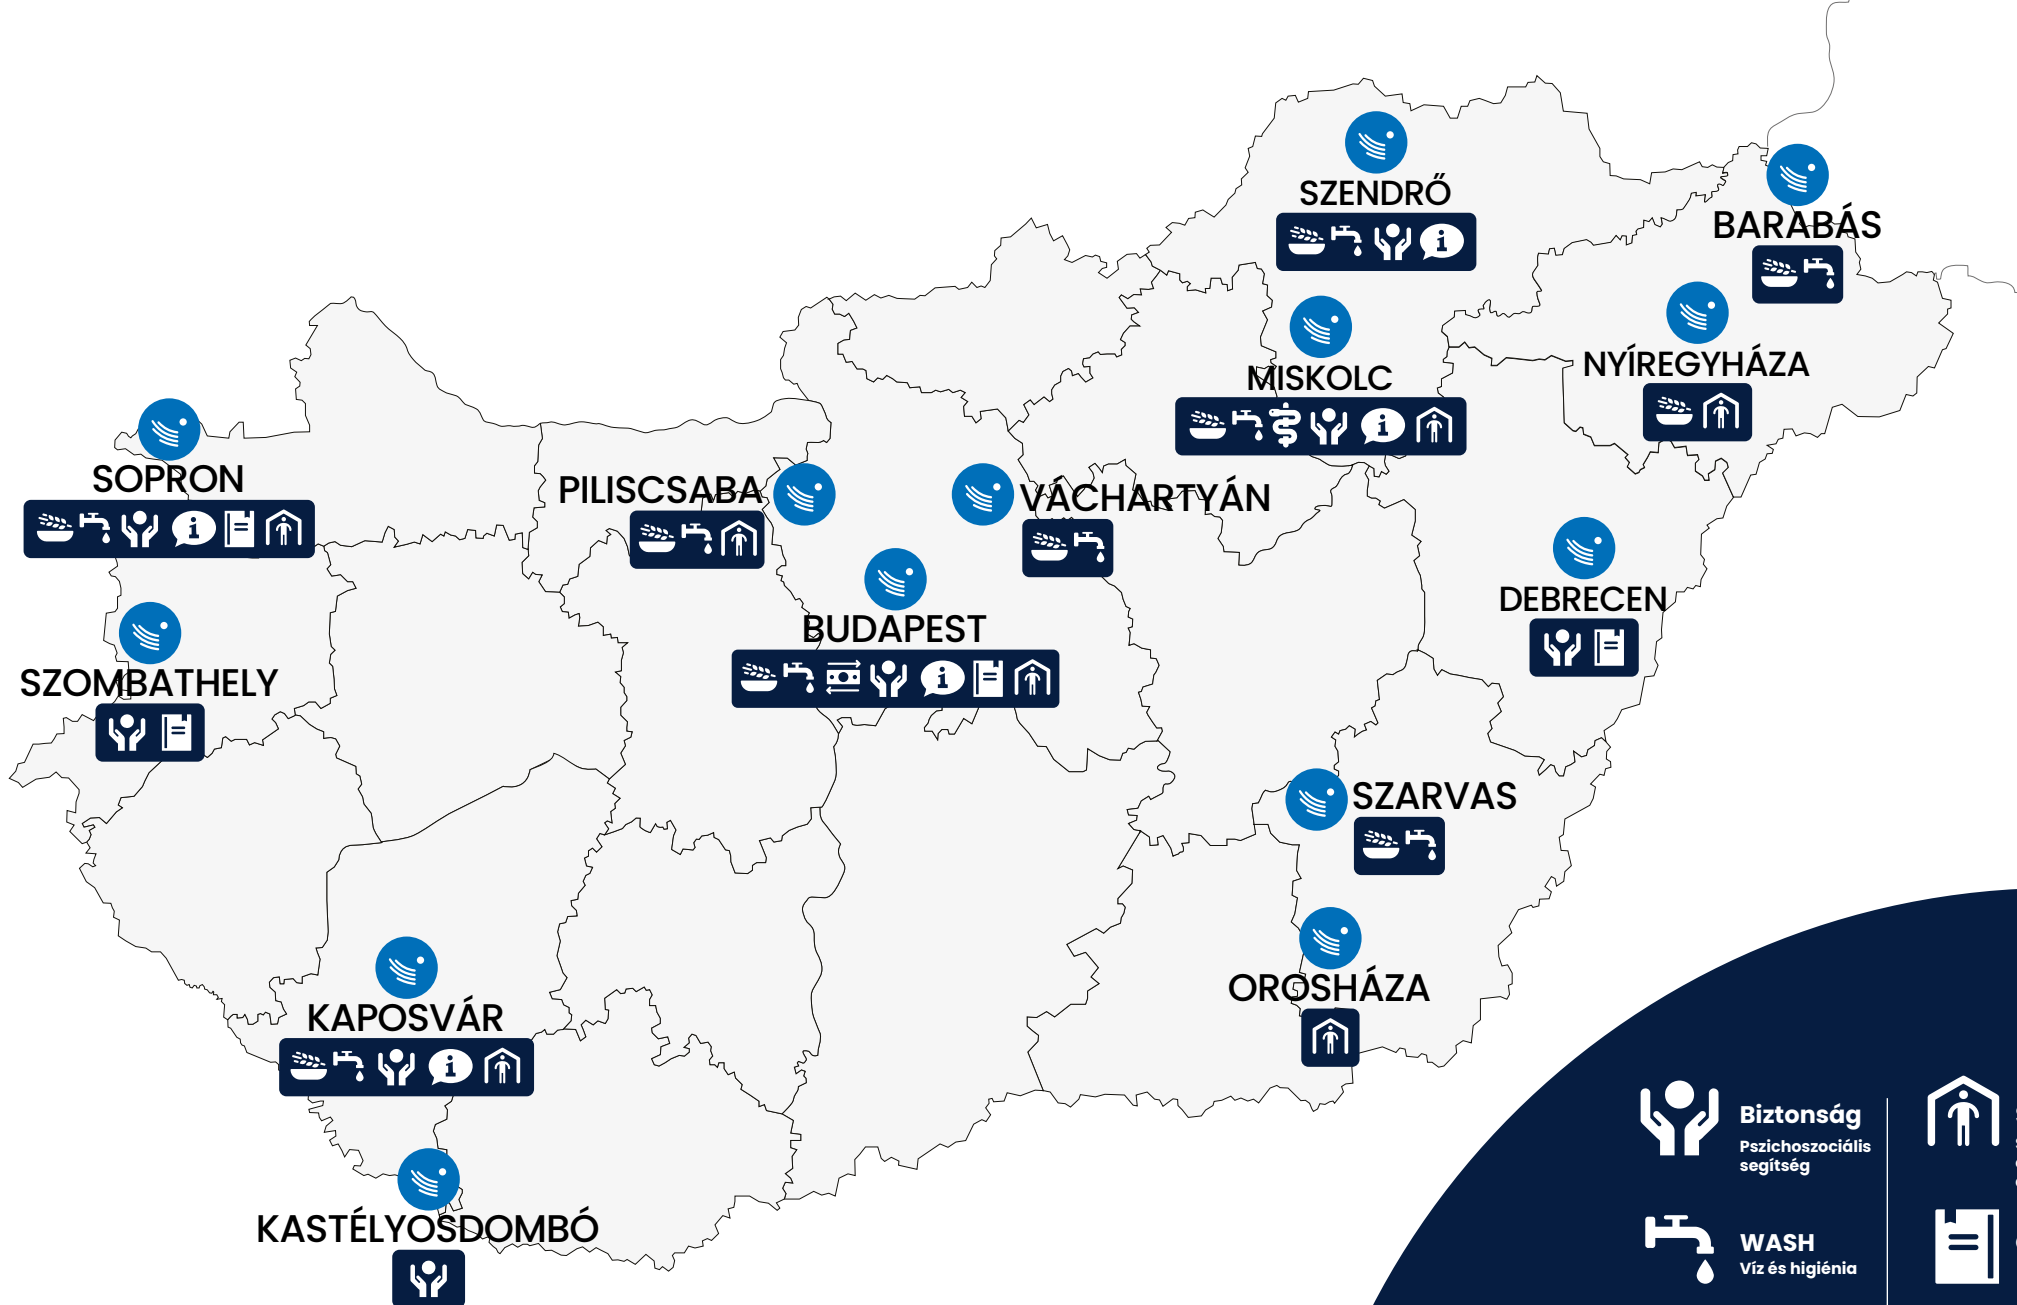 SZENDRŐ
BARABÁS
MISKOLC
NYÍREGYHÁZA
SOPRON
PILISCSABA
VÁCHARTYÁN
DEBRECEN
BUDAPEST
SZOMBATHELY
SZARVAS
OROSHÁZA
KAPOSVÁR
KASTÉLYOSDOMBÓ
Biztonság
Pszichoszociális
segítség
WASH
Víz és higiénia